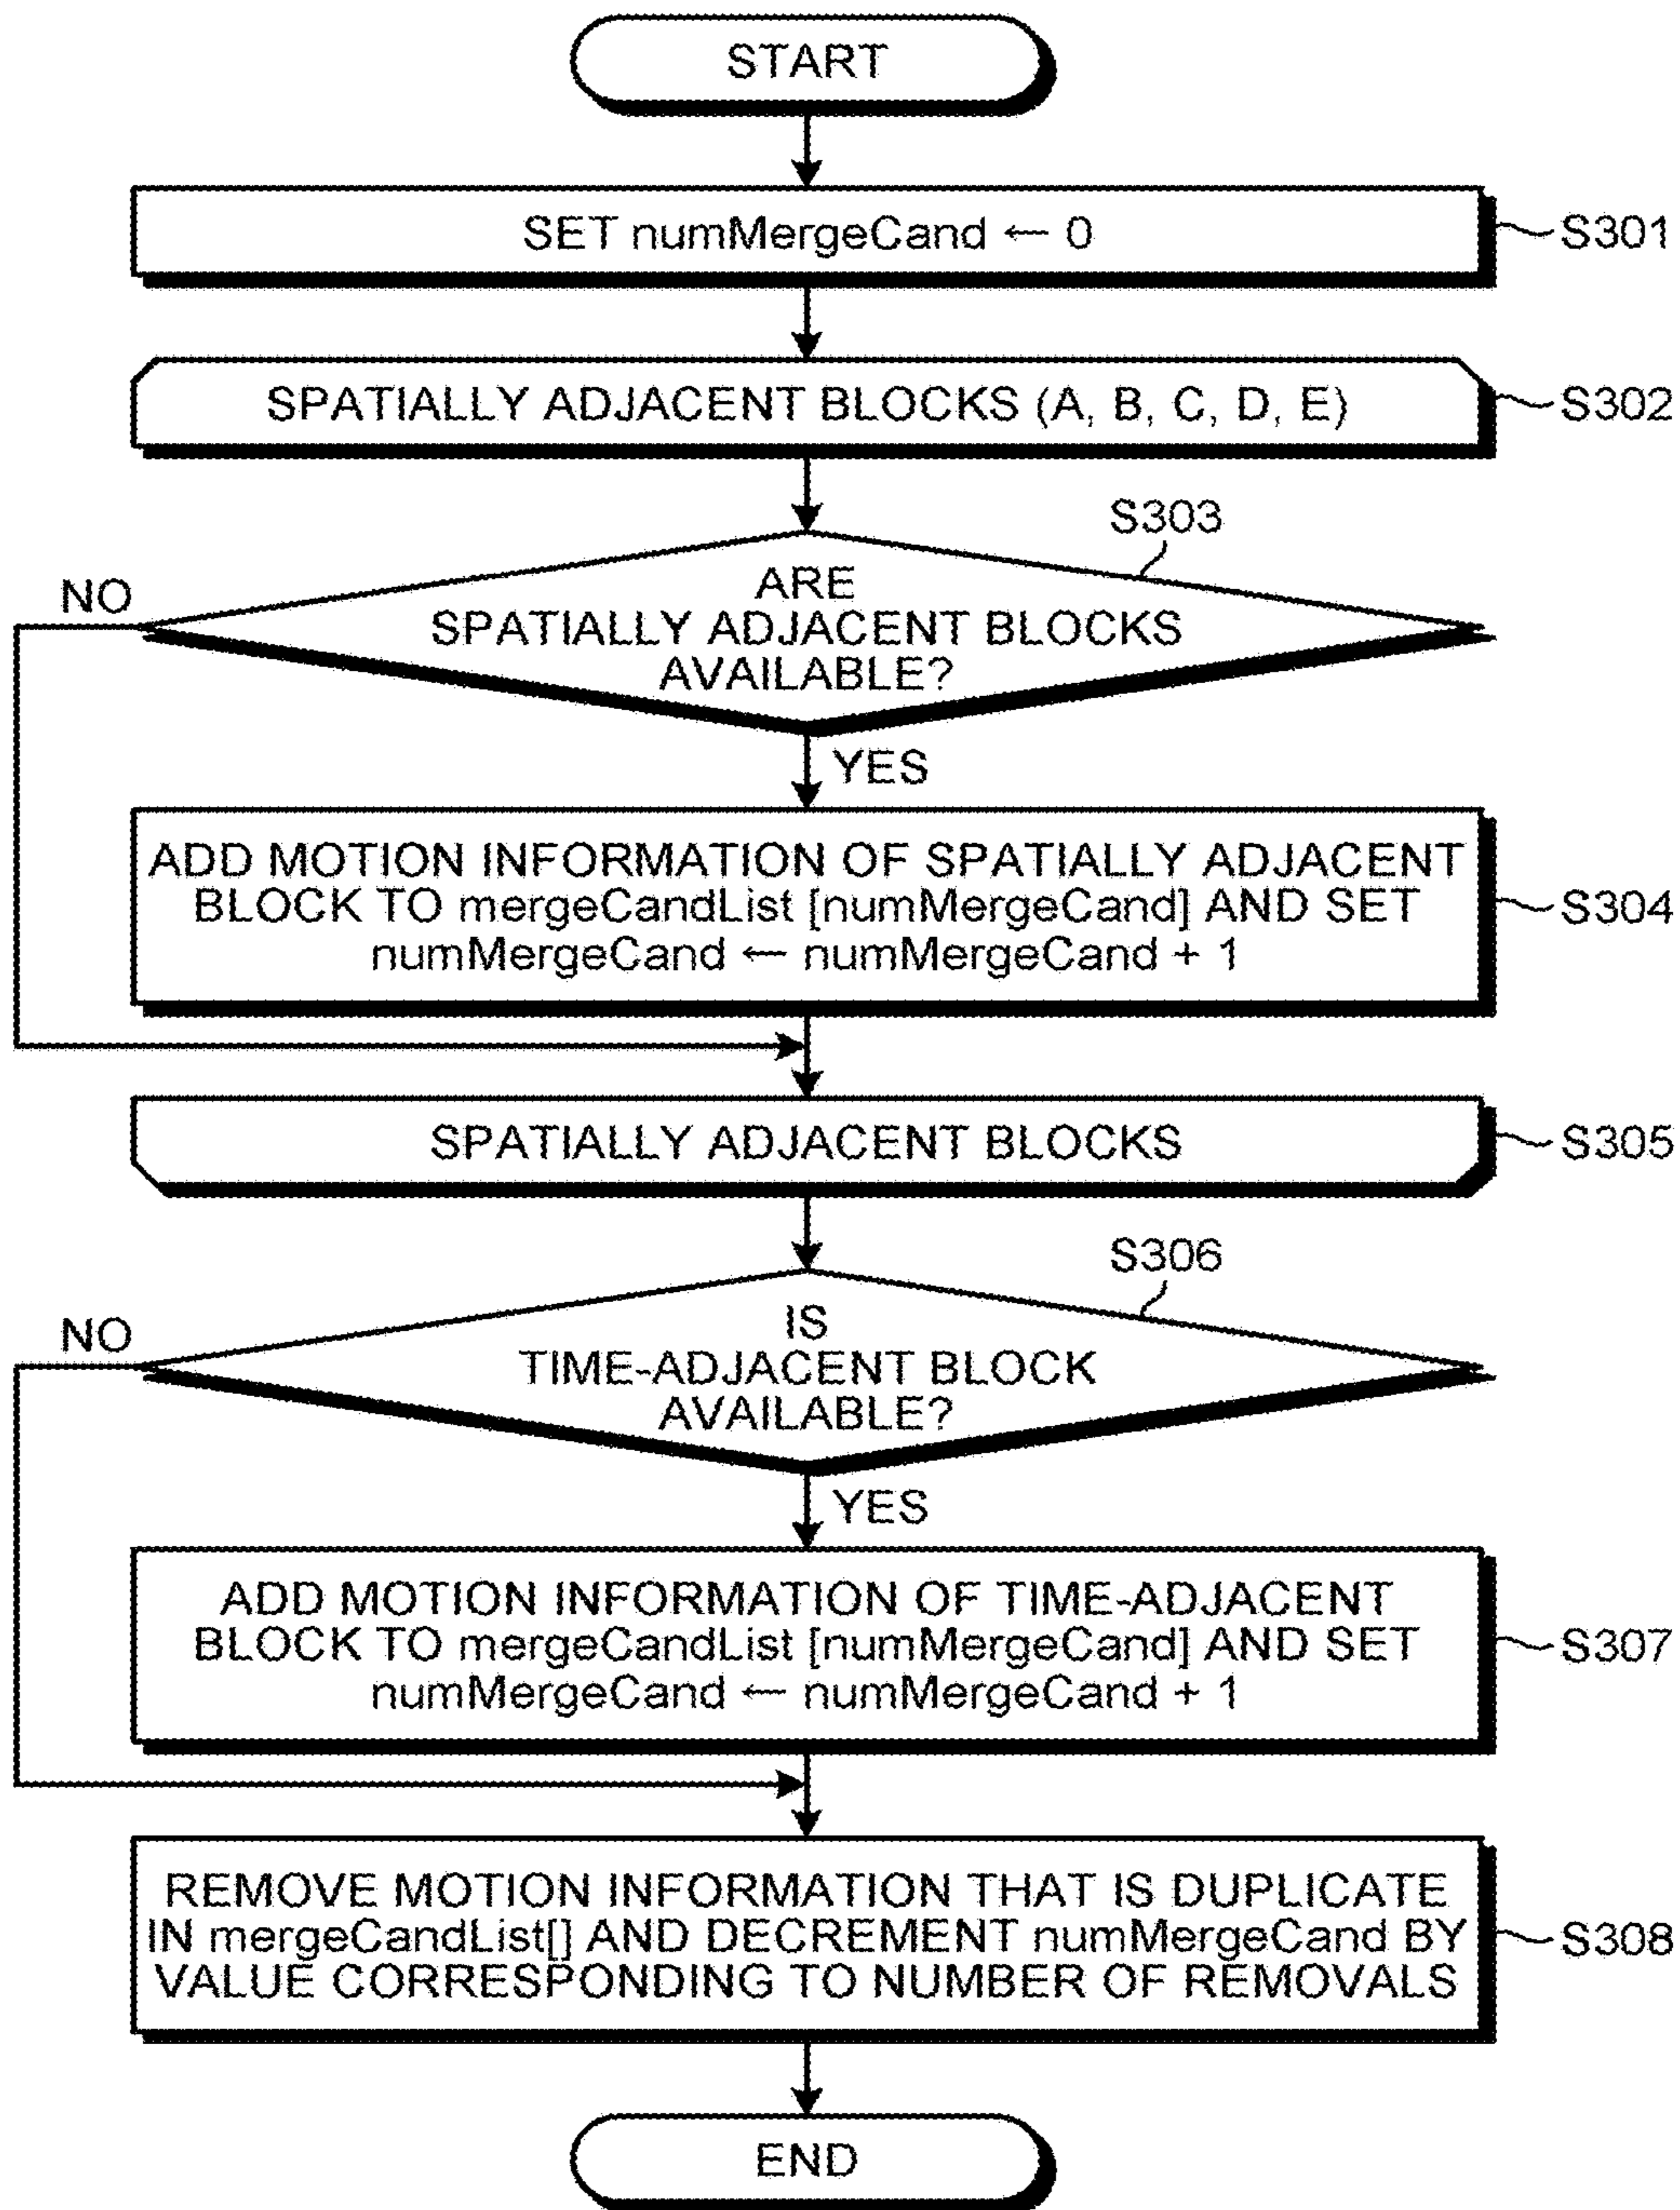 START
SET numMergeCand ← 0
S301
SPATIALLY ADJACENT BLOCKS (A, B, C, D, E)
S302
S303
NO
ARE
SPATIALLY ADJACENT BLOCKS
AVAILABLE?
YES
ADD MOTION INFORMATION OF SPATIALLY ADJACENT
BLOCK TO mergeCandList [numMergeCand] AND SET
numMergeCand ← numMergeCand + 1
S304
SPATIALLY ADJACENT BLOCKS
S305
S306
NO
IS
TIME-ADJACENT BLOCK
AVAILABLE?
YES
ADD MOTION INFORMATION OF TIME-ADJACENT
BLOCK TO mergeCandList [numMergeCand] AND SET
numMergeCand ← numMergeCand + 1
S307
REMOVE MOTION INFORMATION THAT IS DUPLICATE
IN mergeCandList[] AND DECREMENT numMergeCand BY
VALUE CORRESPONDING TO NUMBER OF REMOVALS
S308
END